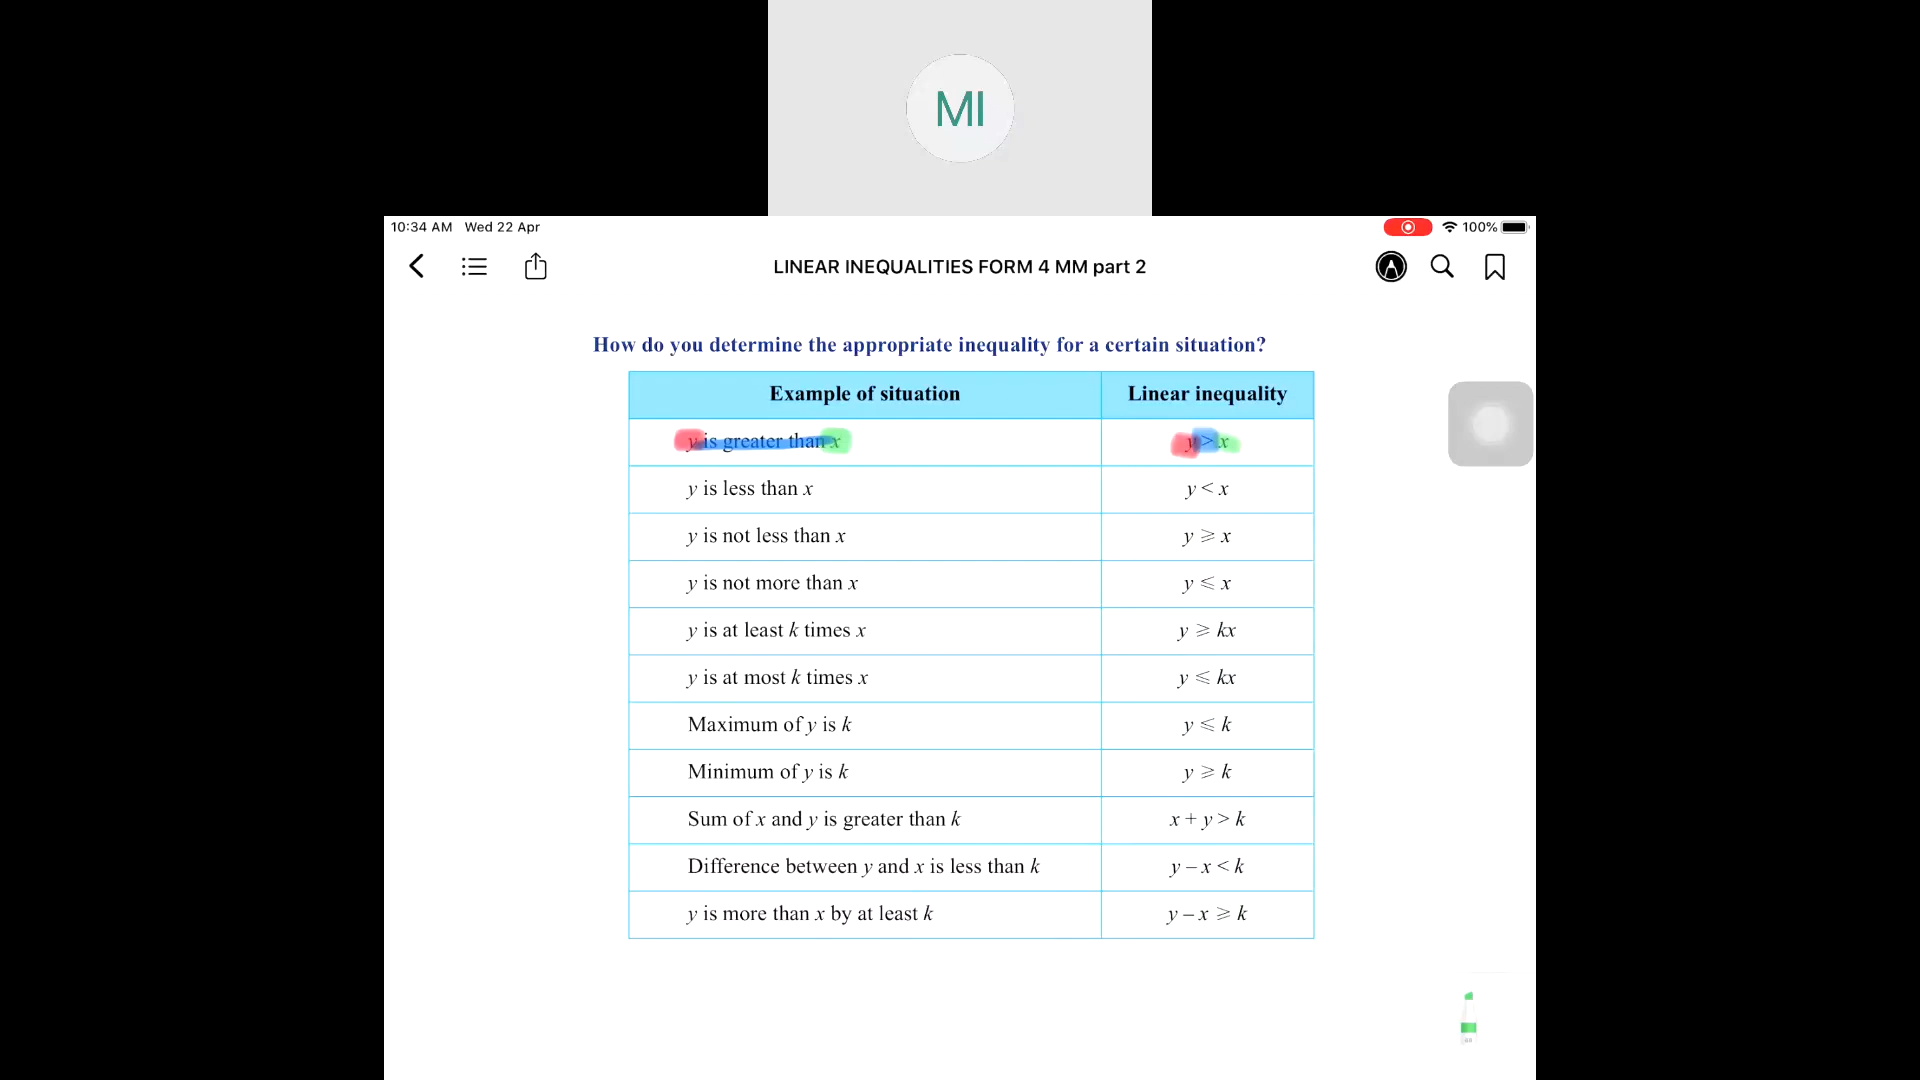 MI
10:34 AM Wed 22 Apr
100%
LINEAR INEQUALITIES FORM 4 MM part 2
How do you determine the appropriate inequality for a certain situation?
Example of situation Linear inequality
y is greater than x y > x
y is less than x y < x
y is not less than x y ⩾ x
y is not more than x y ⩽ x
y is at least k times x y ⩾ kx
y is at most k times x y ⩽ kx
Maximum of y is k y ⩽ k
Minimum of y is k y ⩾ k
Sum of x and y is greater than k x + y > k
Difference between y and x is less than k y – x < k
y is more than x by at least k y – x ⩾ k